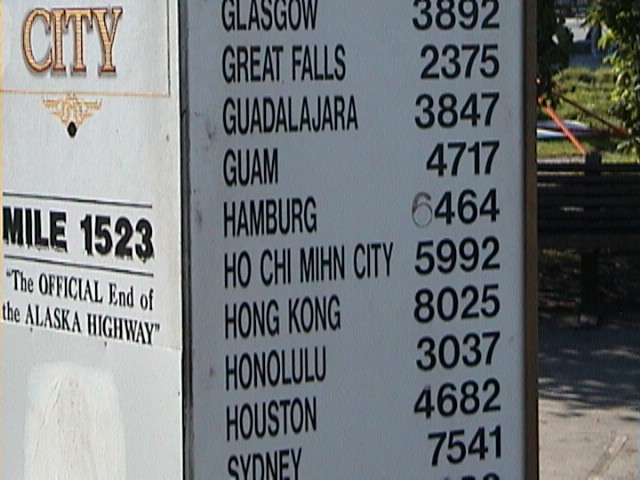 CITY
MILE 1523
"The OFFICIAL End of
the ALASKA HIGHWAY"
GLASGOW 3892
GREAT FALLS 2375
GUADALAJARA 3847
GUAM 4717
HAMBURG 6464
HO CHI MIHN CITY 5992
HONG KONG 8025
HONOLULU 3037
HOUSTON 4682
SYDNEY 7541